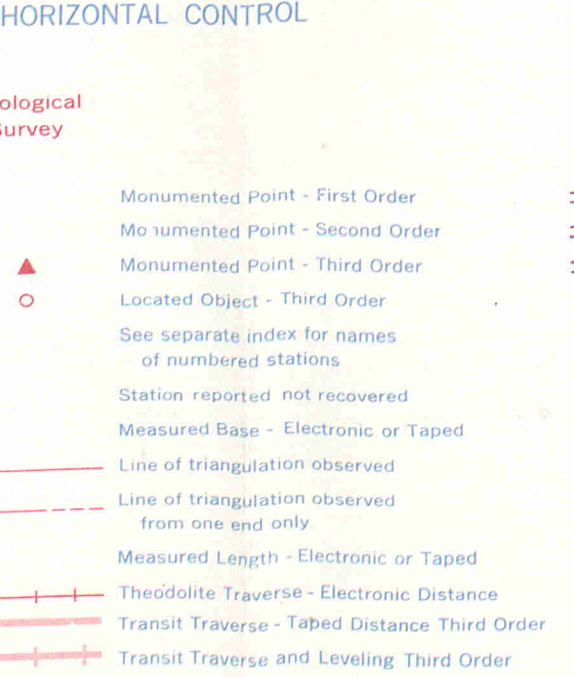 HORIZONTAL CONTROL
ological
urvey
Monumented Point - First Order
Mo umented Point - Second Order
Monumented Point - Third Order
Located Object - Third Order
See separate index for names
of numbered stations
Station reported not recovered
Measured Base - Electronic or Taped
Line of triangulation observed
Line of triangulation observed
from one end only
Measured Length - Electronic or Taped
Theodolite Traverse - Electronic Distance
Transit Traverse - Taped Distance Third Order
Transit Traverse and Leveling Third Order